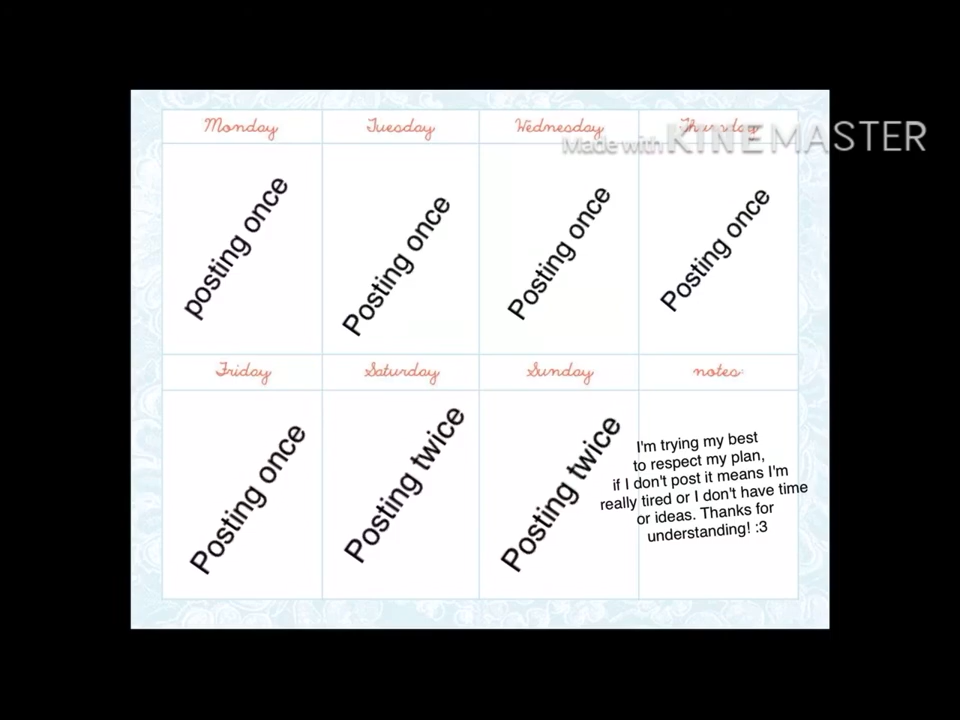 Monday Tuesday Wednesday Thursday
Made with KINEMASTER
posting once
Posting once
Posting once
Posting once
Friday Saturday Sunday notes:
Posting once
Posting twice
Posting twice
I'm trying my best
to respect my plan,
if I don't post it means I'm
really tired or I don't have time
or ideas. Thanks for
understanding! :3